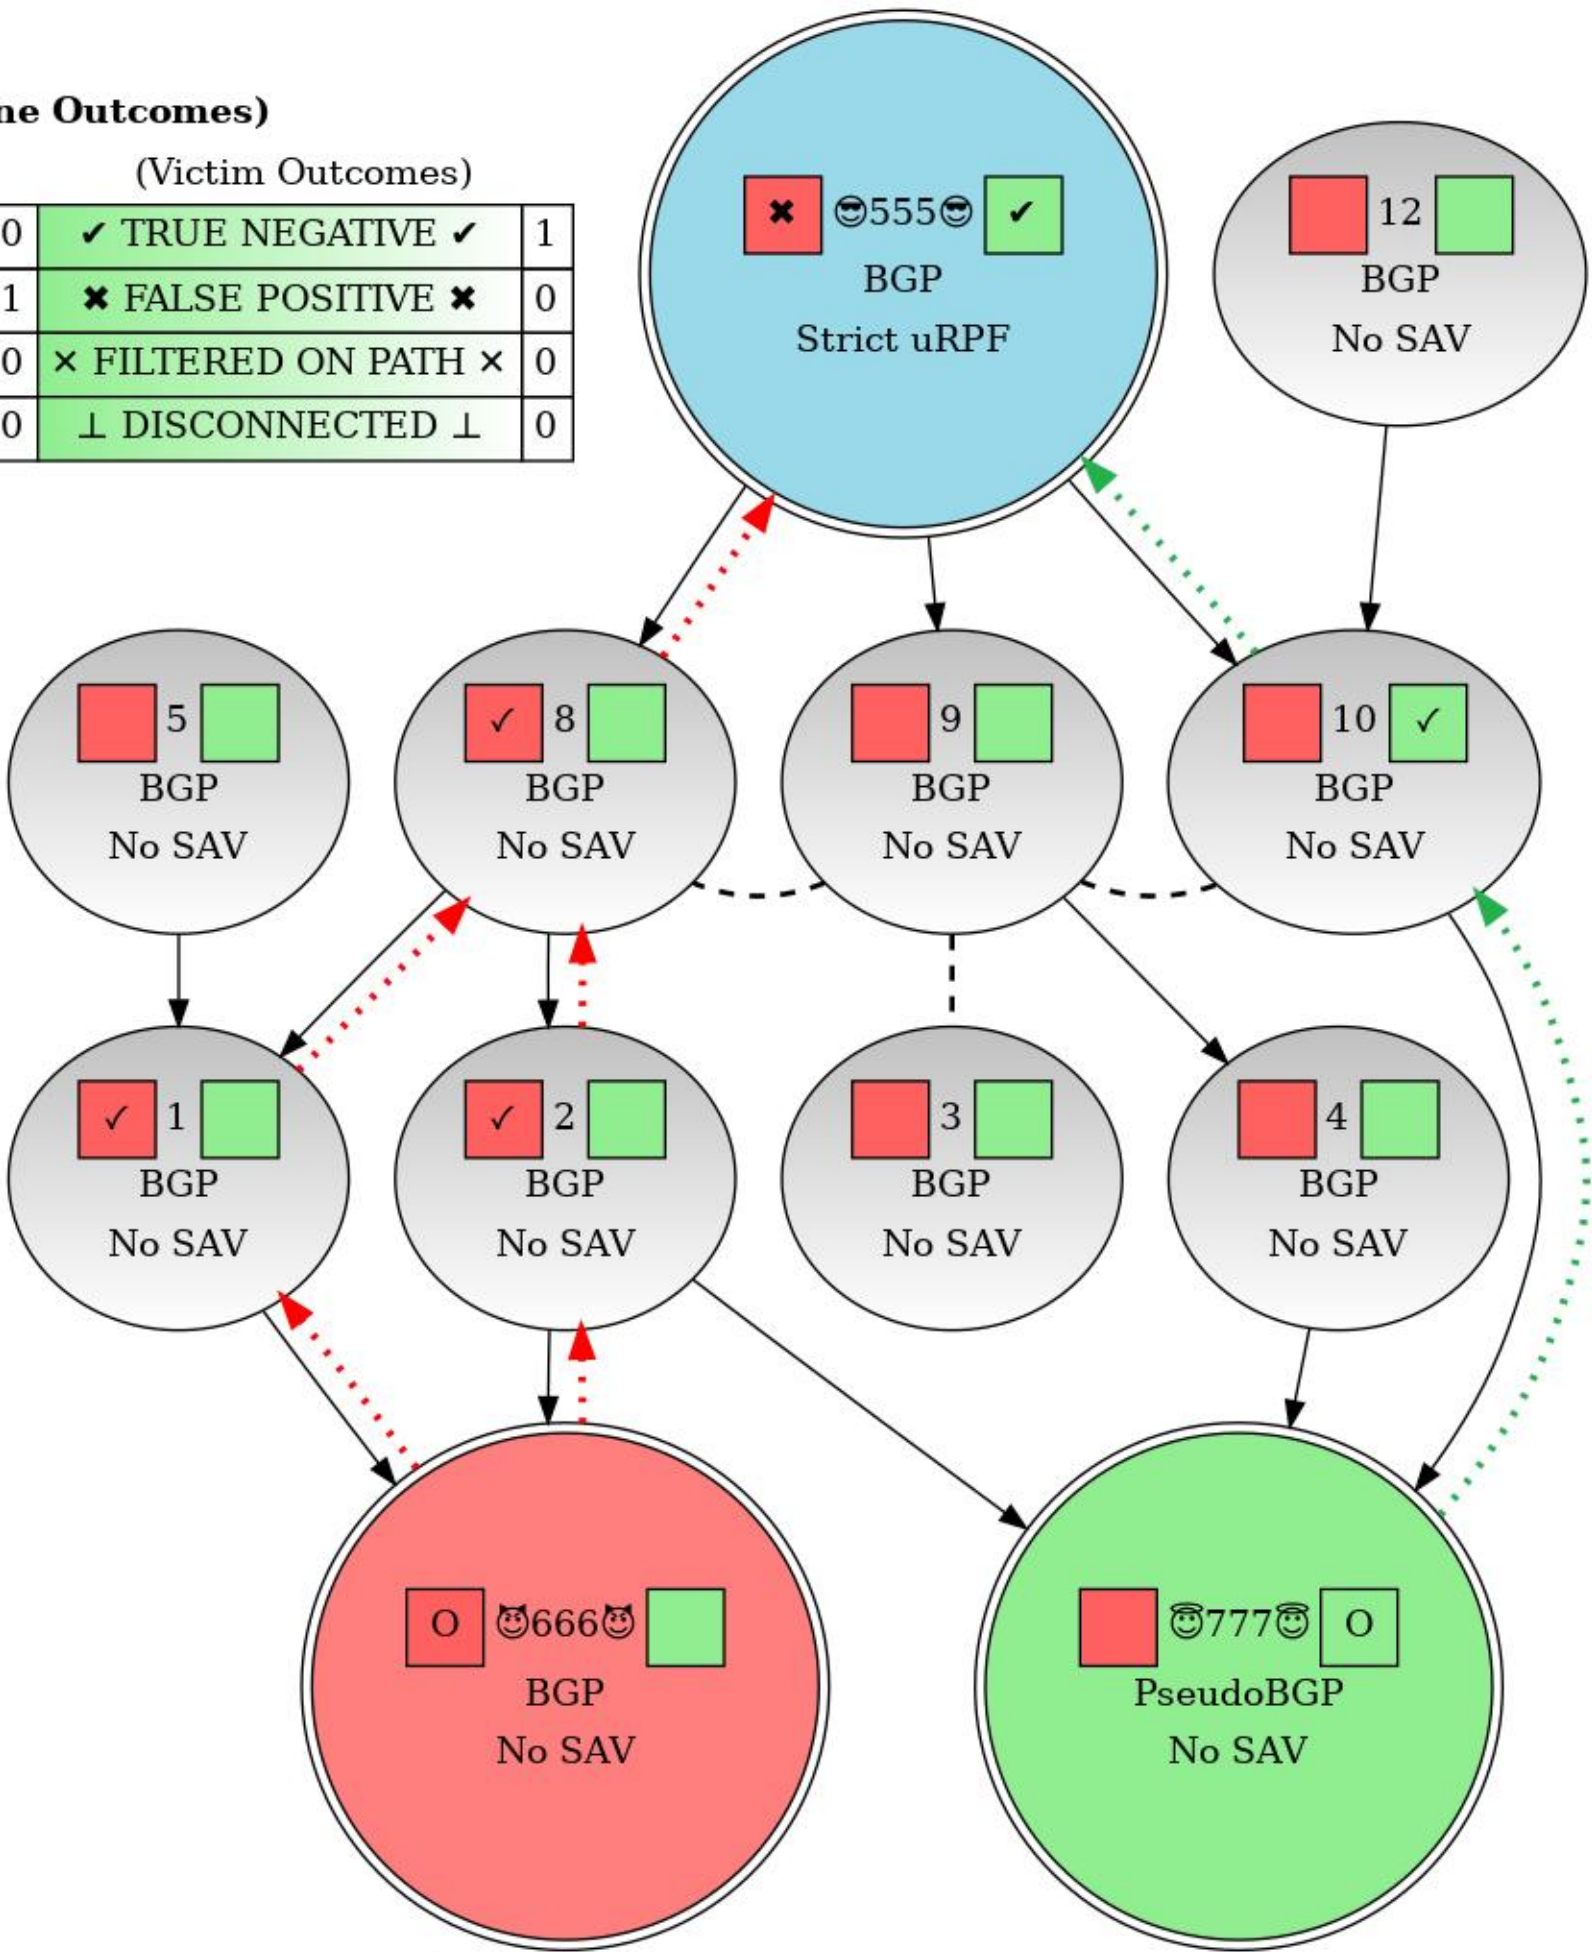 ne Outcomes)
(Victim Outcomes)
0 ✔ TRUE NEGATIVE ✔ 1
1 ✖ FALSE POSITIVE ✖ 0
0 × FILTERED ON PATH × 0
0 ⊥ DISCONNECTED ⊥ 0
✖ 😎555😎 ✔
BGP
Strict uRPF
12
BGP
No SAV
5
BGP
No SAV
✓ 8
BGP
No SAV
9
BGP
No SAV
10 ✓
BGP
No SAV
✓ 1
BGP
No SAV
✓ 2
BGP
No SAV
3
BGP
No SAV
4
BGP
No SAV
O 😈666😈
BGP
No SAV
😇777😇 O
PseudoBGP
No SAV